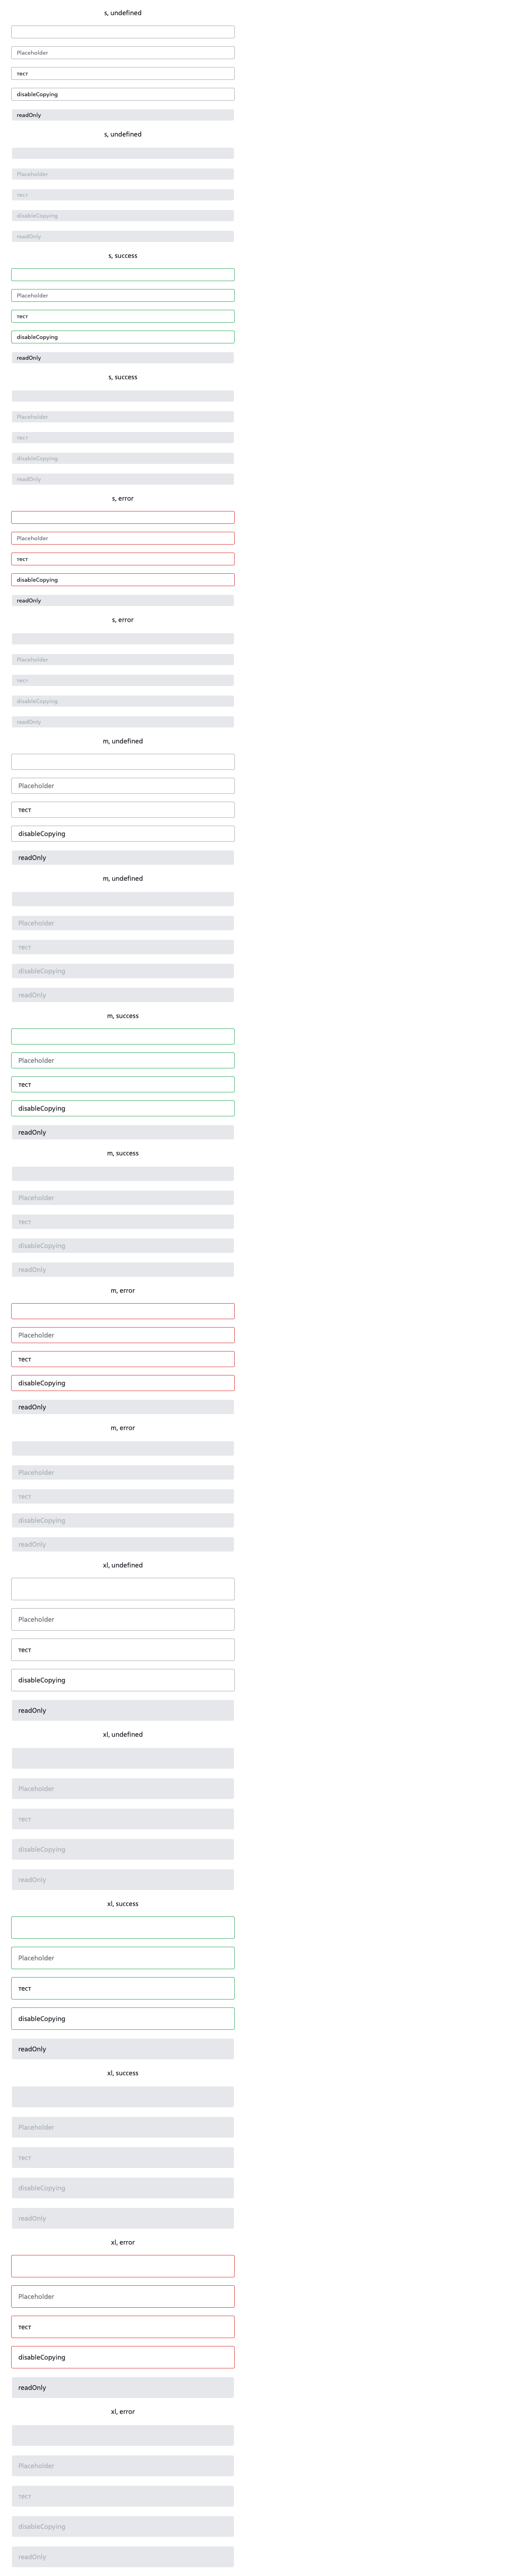 s, undefined
Placeholder
тест
disableCopying
readOnly
s, undefined
Placeholder
тест
disableCopying
readOnly
s, success
Placeholder
тест
disableCopying
readOnly
s, success
Placeholder
тест
disableCopying
readOnly
s, error
Placeholder
тест
disableCopying
readOnly
s, error
Placeholder
тест
disableCopying
readOnly
m, undefined
Placeholder
тест
disableCopying
readOnly
m, undefined
Placeholder
тест
disableCopying
readOnly
m, success
Placeholder
тест
disableCopying
readOnly
m, success
Placeholder
тест
disableCopying
readOnly
m, error
Placeholder
тест
disableCopying
readOnly
m, error
Placeholder
тест
disableCopying
readOnly
xl, undefined
Placeholder
тест
disableCopying
readOnly
xl, undefined
Placeholder
тест
disableCopying
readOnly
xl, success
Placeholder
тест
disableCopying
readOnly
xl, success
Placeholder
тест
disableCopying
readOnly
xl, error
Placeholder
тест
disableCopying
readOnly
xl, error
Placeholder
тест
disableCopying
readOnly